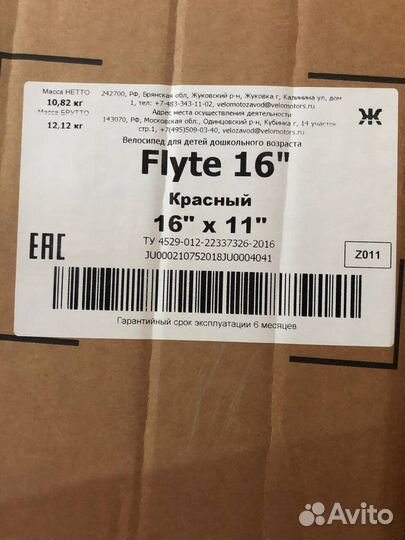 Масса НЕТТО
10,82 кг
Масса БРУТТО
12,12 кг
242700, РФ, Брянская обл, Жуковский р-н, Жуковка г, Калинина ул, дом
1, тел: +7-483-343-11-02, velomotozavod@velomotors.ru
Адрес места осуществления деятельности
143070, РФ, Московская обл., Одинцовский р-н, Кубинка г, 14 участок
стр.1, +7(495)509-03-40, velozavod@velomotors.ru
Ж
Велосипед для детей дошкольного возраста
Flyte 16"
Красный
16" x 11"
ТУ 4529-012-22337326-2016
JU000210752018JU0004041
EAC
Z011
Гарантийный срок эксплуатации 6 месяцев
Avito